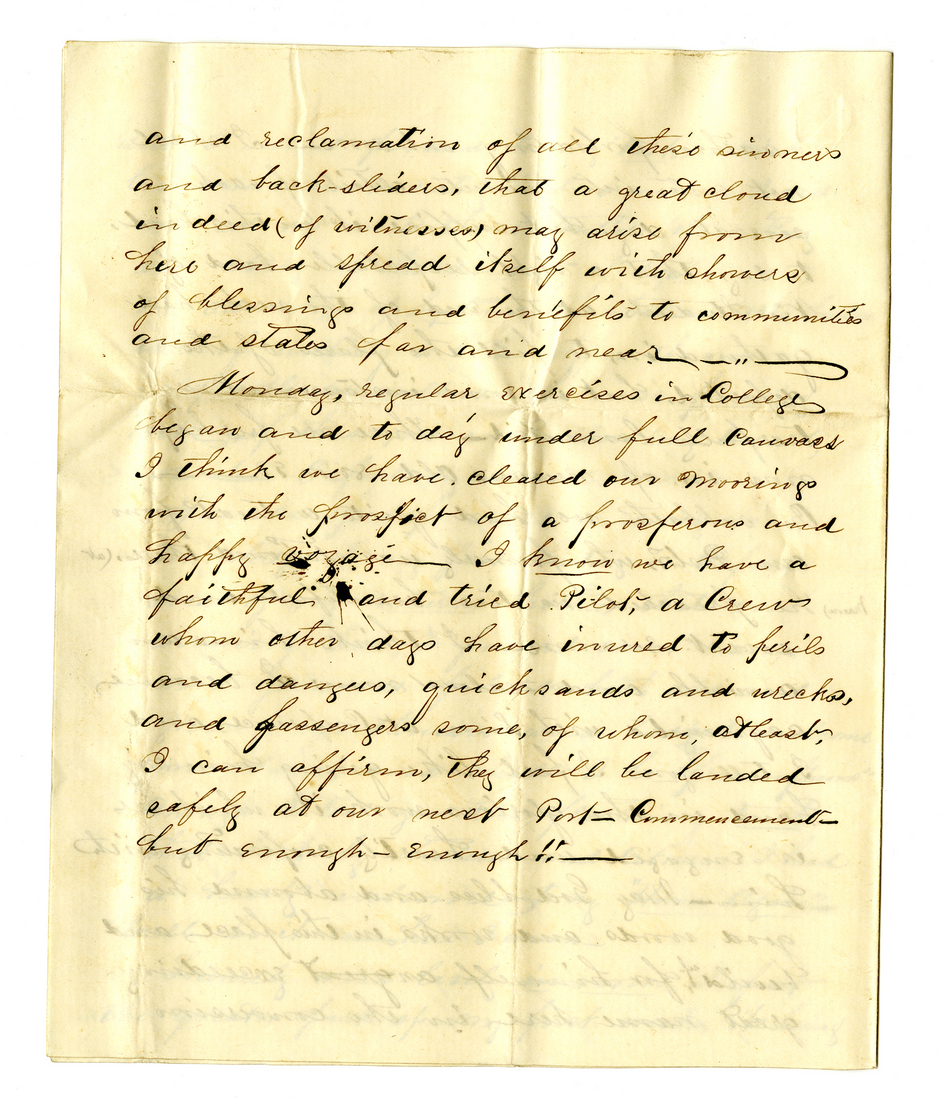 and reclamation of all these sinners
and back-sliders, that a great cloud
indeed (of witnesses) may arise from
here and spread itself with showers
of blessings and benefits to communities
and states far and near — „ —
Monday, regular exercises in College
began and to day under full Canvass
I think we have cleared our Moorings
with the prospect of a prosperous and
happy voyage — I know we have a
faithful and tried Pilot, a Crew
whom other days have inured to perils
and dangers, quicksands and wrecks,
and passengers some, of whom, at least,
I can affirm, they will be landed
safely at our next Port — Commencement —
but enough — enough !! —